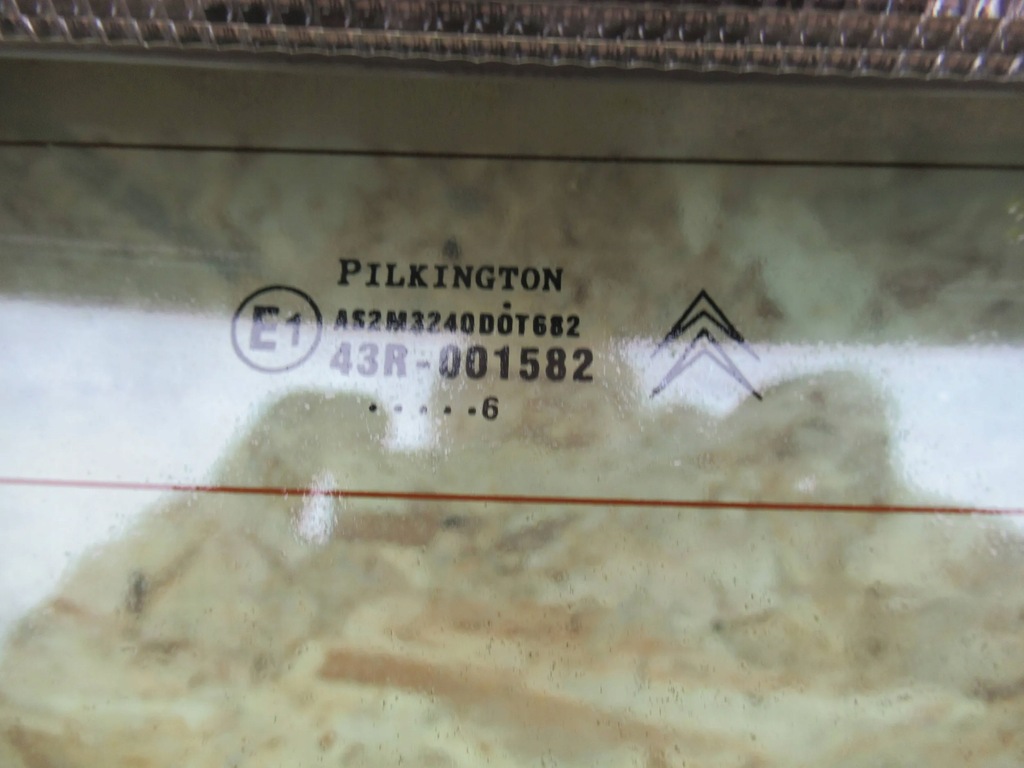 PILKINGTON
E1
AS2M3240DOT682
43R-001582
.....6